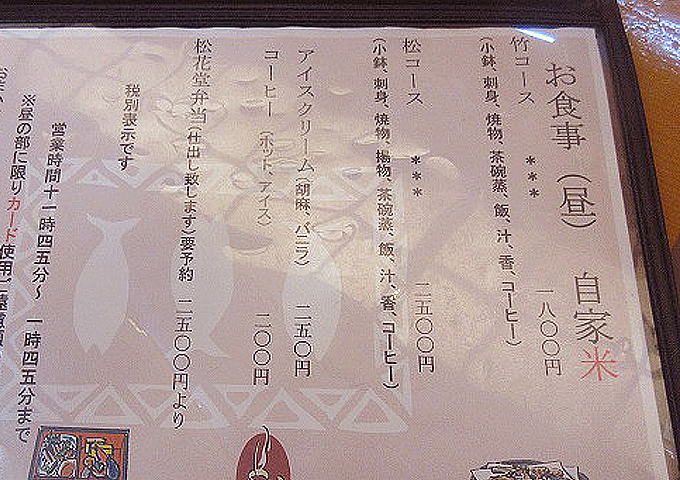 お食事（昼） 自家米
竹コース *** 一八〇〇円
（小鉢、刺身、焼物、茶碗蒸、飯、汁、香、コーヒー）
松コース *** 二五〇〇円
（小鉢、刺身、焼物、揚物、茶碗蒸、飯、汁、香、コーヒー）
アイスクリーム（胡麻、バニラ） 二五〇円
コーヒー （ホット、アイス） 二〇〇円
松花堂弁当（仕出し致します）要予約 二五〇〇円より
税別表示です
営業時間十一時四五分〜 一時四五分まで
※昼の部に限りカード使用ご遠慮